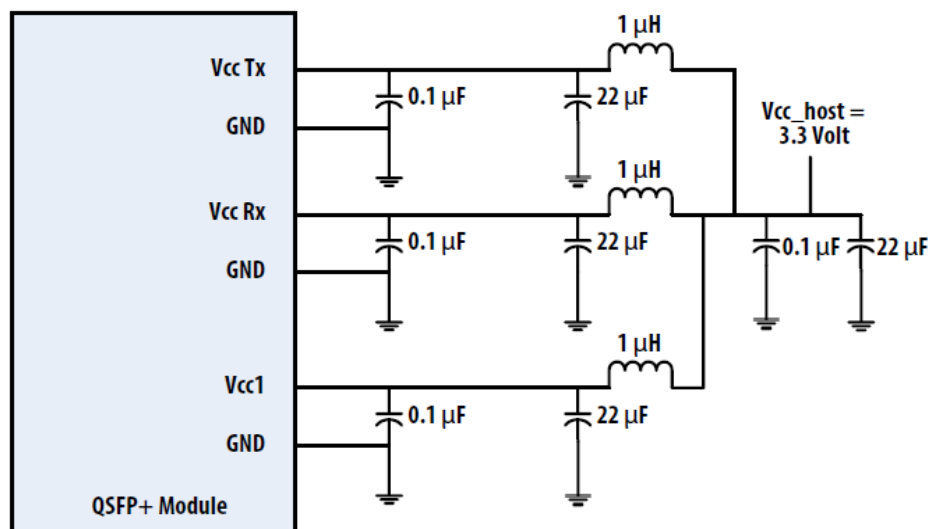 1 μH
Vcc Tx
0.1 μF
22 μF
GND
Vcc_host =
3.3 Volt
1 μH
Vcc Rx
0.1 μF
22 μF
0.1 μF
22 μF
GND
1 μH
Vcc1
0.1 μF
22 μF
GND
QSFP+ Module